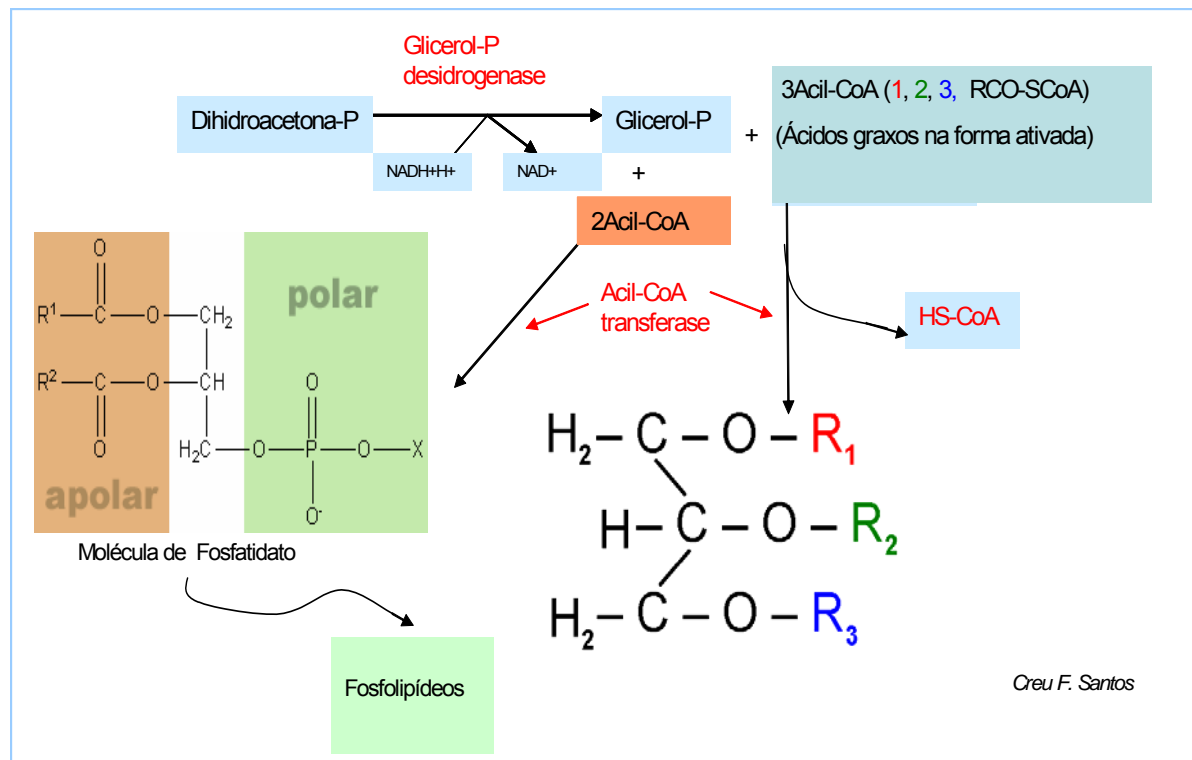 Glicerol-P
desidrogenase
3Acil-CoA (1, 2, 3, RCO-SCoA)
(Ácidos graxos na forma ativada)
Dihidroacetona-P
Glicerol-P
+
NADH+H+
NAD+
+
2Acil-CoA
Acil-CoA
transferase
HS-CoA
polar
apolar
O
R¹—C—O—CH₂
R²—C—O—CH
O
O
H₂C—O—P—O—X
O⁻
Molécula de Fosfatidato
Fosfolipídeos
H₂–C–O–R₁
H–C–O–R₂
H₂–C–O–R₃
Creu F. Santos